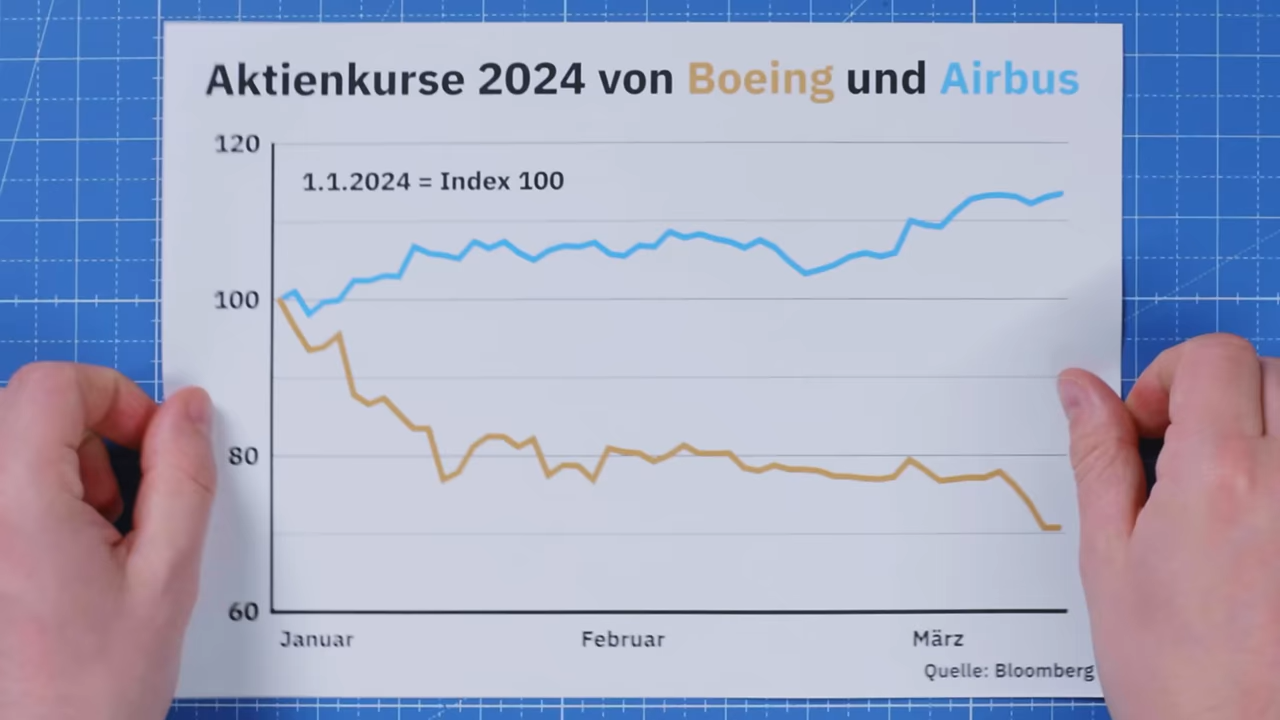 Aktienkurse 2024 von Boeing und Airbus
120
1.1.2024 = Index 100
100
80
60
Januar Februar März
Quelle: Bloomberg